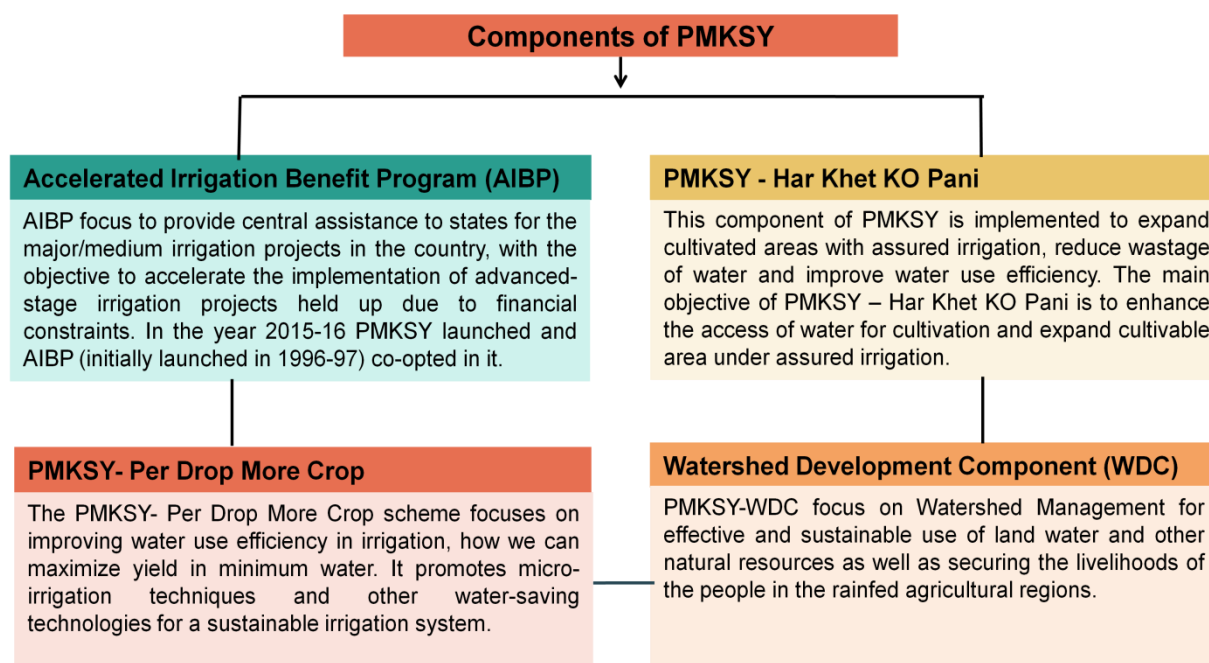 Components of PMKSY
Accelerated Irrigation Benefit Program (AIBP)
AIBP focus to provide central assistance to states for the
major/medium irrigation projects in the country, with the
objective to accelerate the implementation of advanced-
stage irrigation projects held up due to financial
constraints. In the year 2015-16 PMKSY launched and
AIBP (initially launched in 1996-97) co-opted in it.
PMKSY - Har Khet KO Pani
This component of PMKSY is implemented to expand
cultivated areas with assured irrigation, reduce wastage
of water and improve water use efficiency. The main
objective of PMKSY – Har Khet KO Pani is to enhance
the access of water for cultivation and expand cultivable
area under assured irrigation.
PMKSY- Per Drop More Crop
The PMKSY- Per Drop More Crop scheme focuses on
improving water use efficiency in irrigation, how we can
maximize yield in minimum water. It promotes micro-
irrigation techniques and other water-saving
technologies for a sustainable irrigation system.
Watershed Development Component (WDC)
PMKSY-WDC focus on Watershed Management for
effective and sustainable use of land water and other
natural resources as well as securing the livelihoods of
the people in the rainfed agricultural regions.